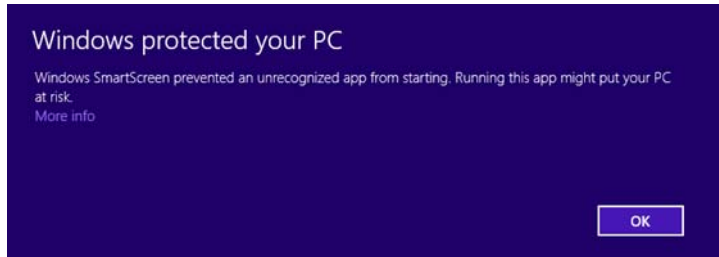 Windows protected your PC
Windows SmartScreen prevented an unrecognized app from starting. Running this app might put your PC
at risk.
More info
OK